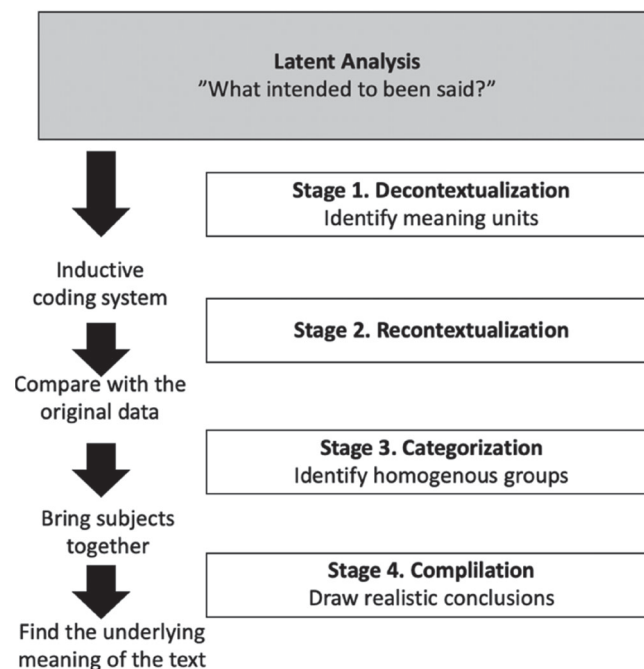 Latent Analysis
”What intended to been said?”
Stage 1. Decontextualization
Identify meaning units
Inductive
coding system
Stage 2. Recontextualization
Compare with the
original data
Stage 3. Categorization
Identify homogenous groups
Bring subjects
together
Stage 4. Complilation
Draw realistic conclusions
Find the underlying
meaning of the text